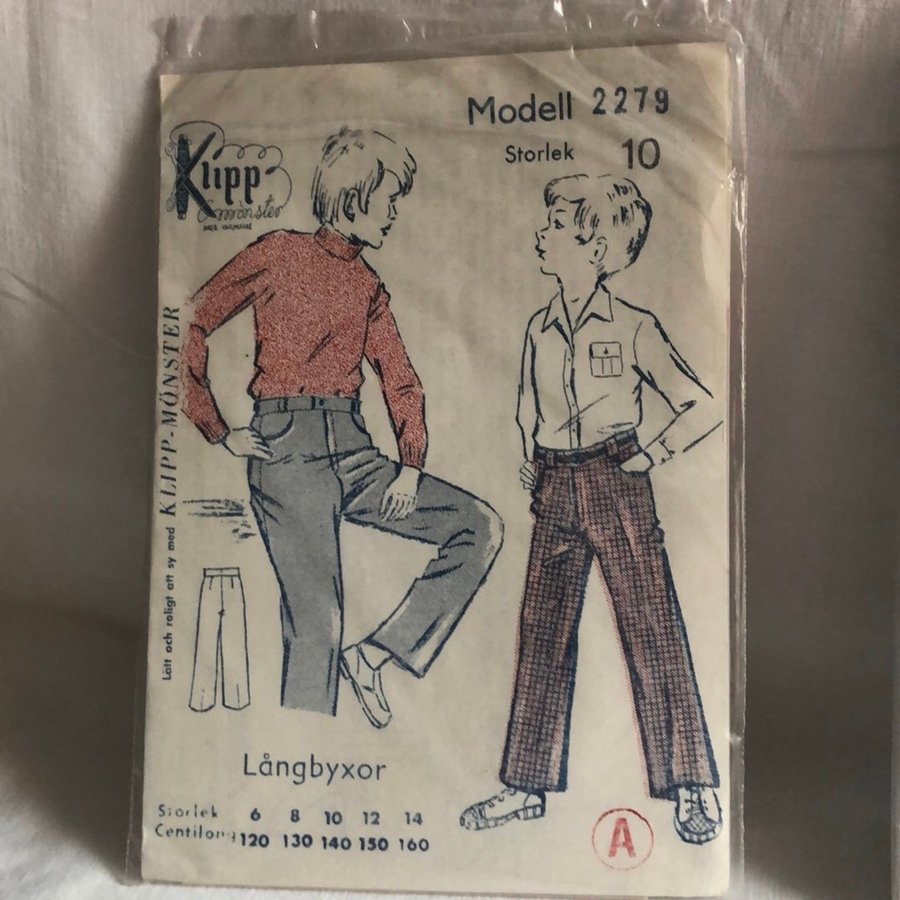 Modell 2279
Storlek 10
Klipp
mönster
Lätt och roligt att sy med KLIPP-MÖNSTER
Långbyxor
Storlek 6 8 10 12 14
Centilong 120 130 140 150 160
A